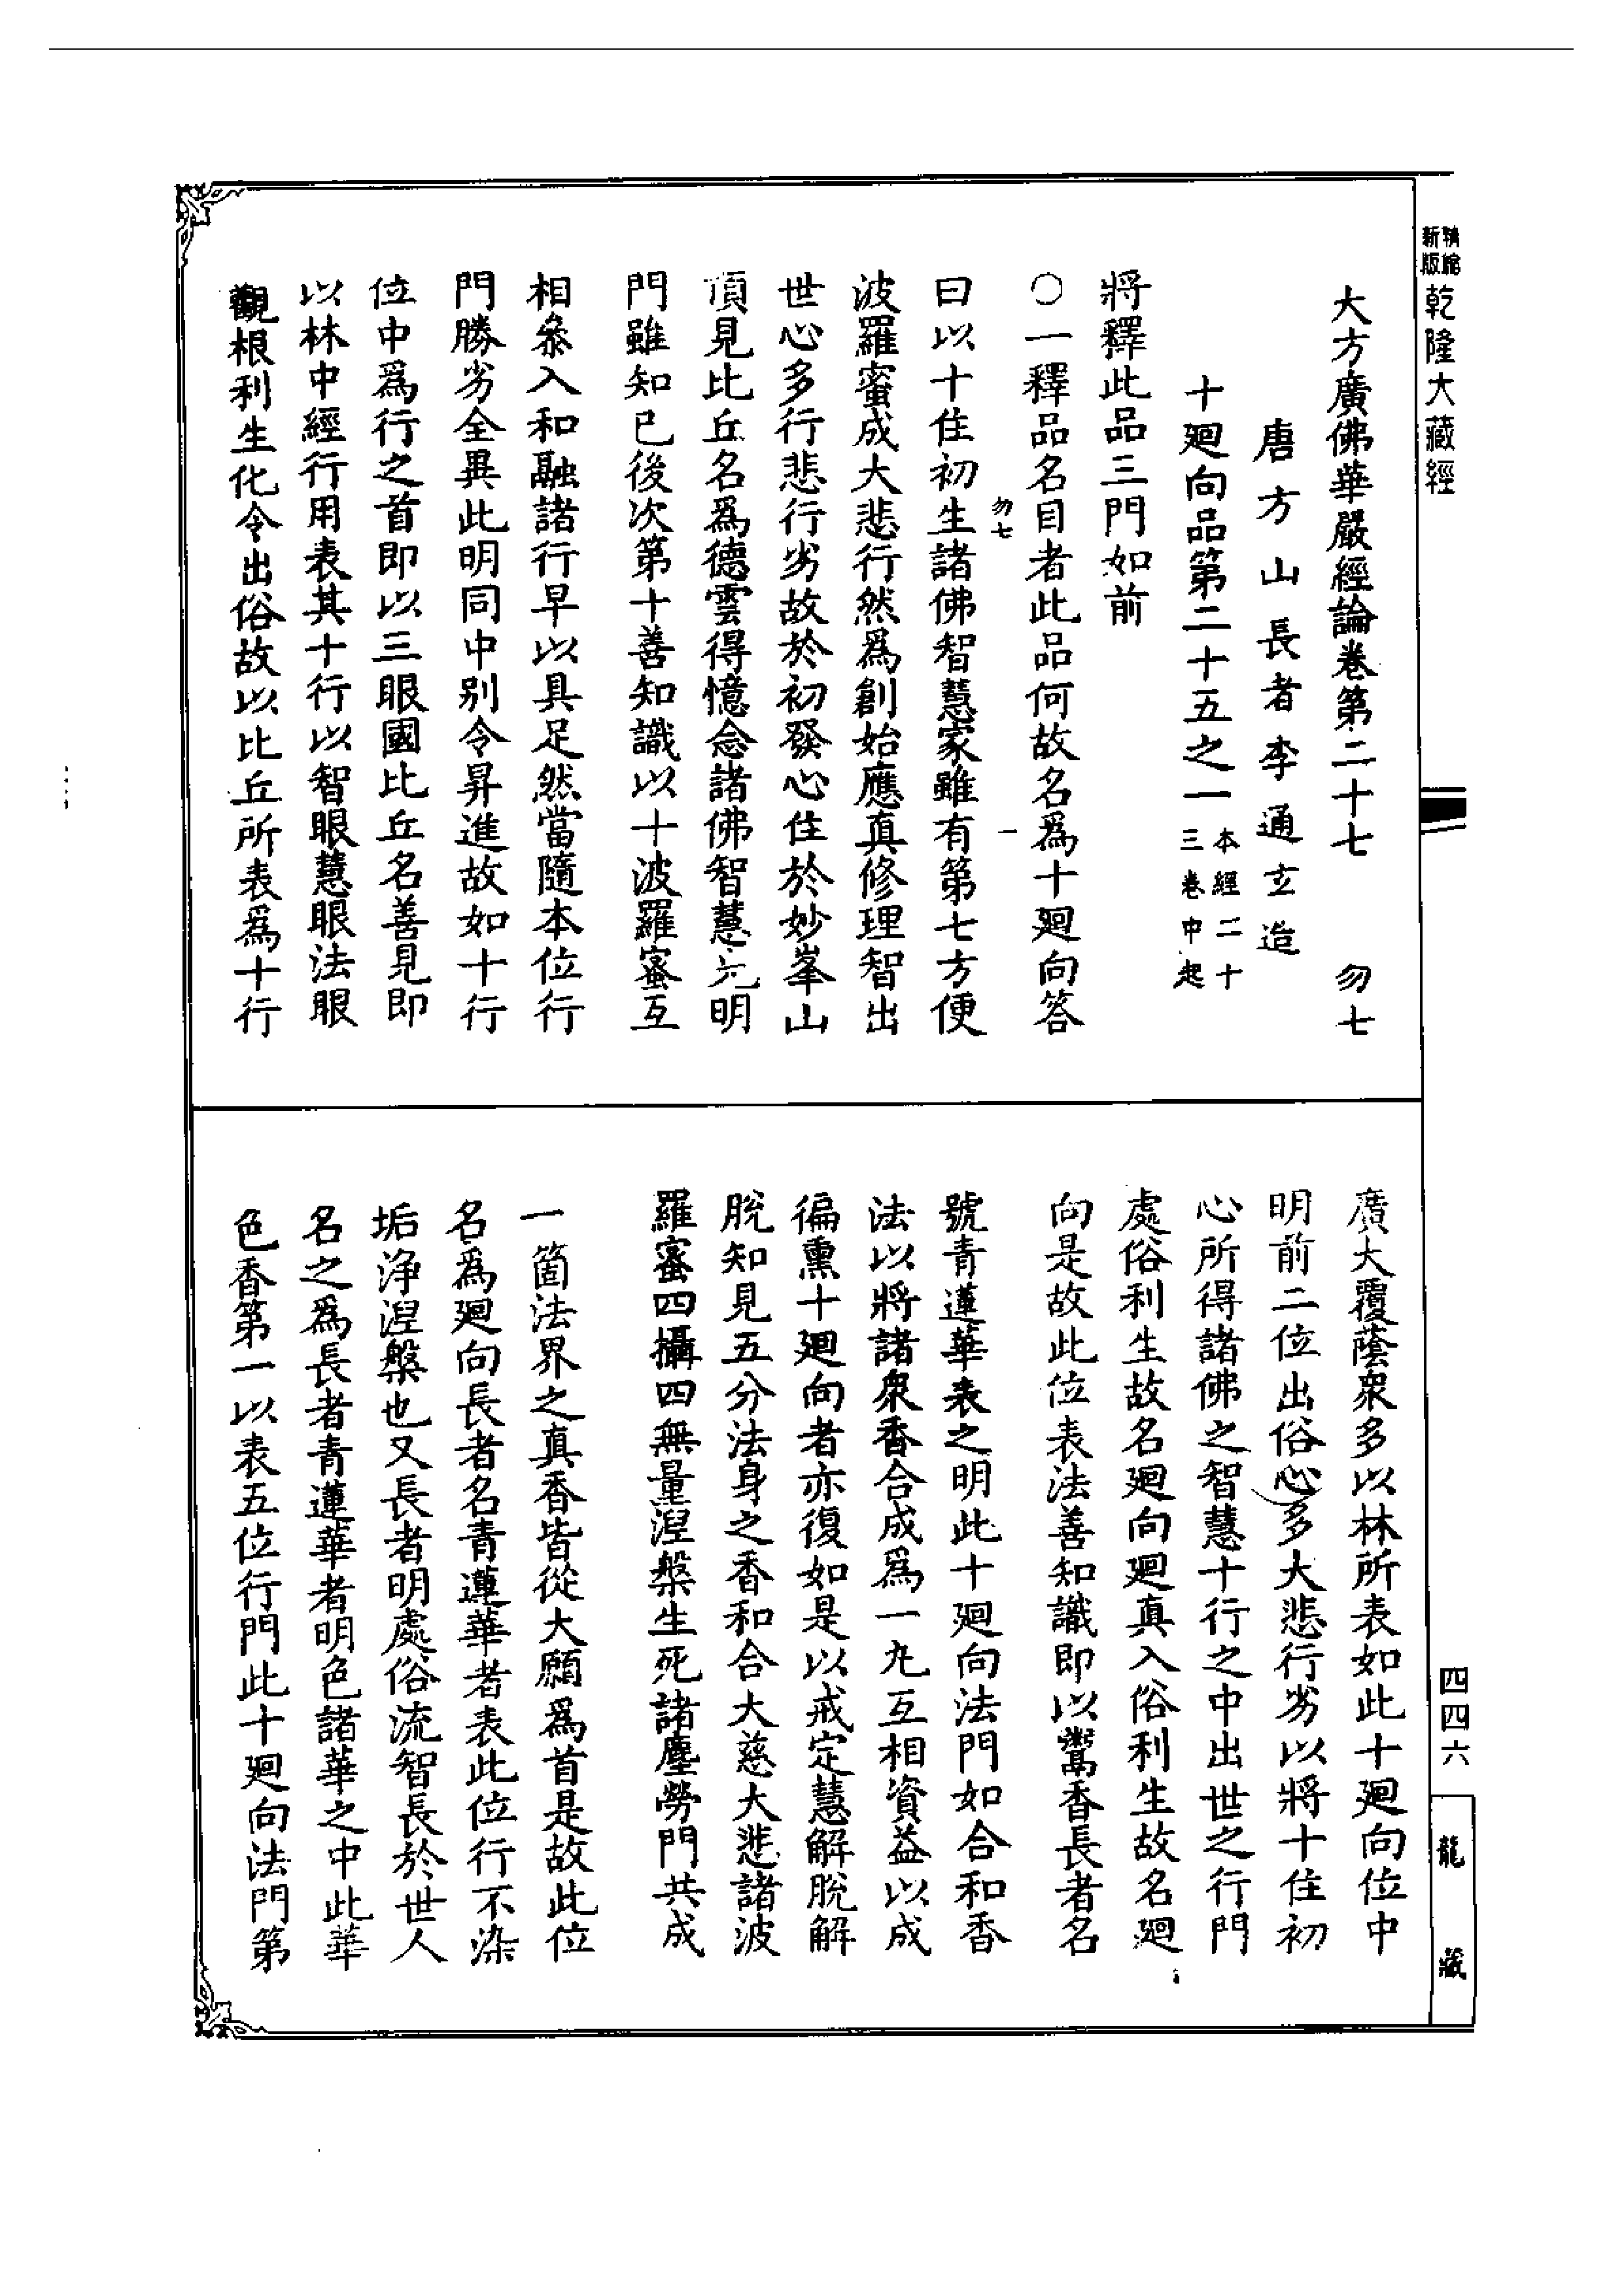 新版精縮乾隆大藏經
大方廣佛華嚴經論卷第二十七 勿七
唐方山長者李通玄造
十廻向品第二十五之一 本經二十三卷中起
將釋此品三門如前
○一釋品名目者此品何故名爲十廻向答
勿七 一
曰以十住初生諸佛智慧家雖有第七方便
波羅蜜成大悲行然爲創始應真修理智出
世心多行悲行劣故於初發心住於妙峯山
頂見比丘名爲德雲得憶念諸佛智慧光明
門雖知已後次第十善知識以十波羅蜜互
相叅入和融諸行早以具足然當隨本位行
門勝劣全異此明同中別令昇進故如十行
位中爲行之首即以三眼國比丘名善見即
以林中經行用表其十行以智眼慧眼法眼
觀根利生化令出俗故以比丘所表爲十行
廣大覆蔭衆多以林所表如此十廻向位中
明前二位出俗心多大悲行劣以將十住初
心所得諸佛之智慧十行之中出世之行門
處俗利生故名廻向廻真入俗利生故名廻
向是故此位表法善知識即以鬻香長者名
號青蓮華表之明此十廻向法門如合和香
法以將諸衆香合成爲一丸互相資益以成
徧熏十廻向者亦復如是以戒定慧解脫解
脫知見五分法身之香和合大慈大悲諸波
羅蜜四攝四無量涅槃生死諸塵勞門共成
一箇法界之真香皆從大願爲首是故此位
名爲廻向長者名青蓮華者表此位行不染
垢淨涅槃也又長者明處俗流智長於世人
名之爲長者青蓮華者明色諸華之中此華
色香第一以表五位行門此十廻向法門第
四四六
龍藏